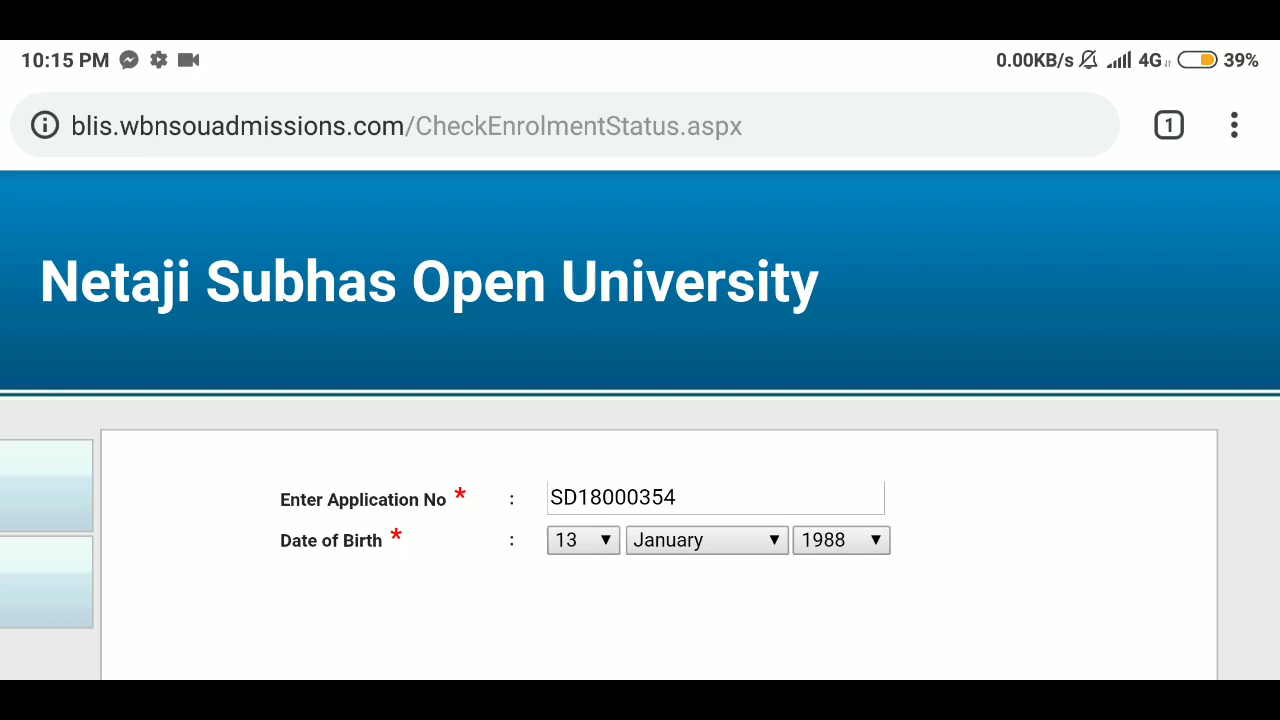 10:15 PM 0.00KB/s 4G 39%
blis.wbnsouadmissions.com/CheckEnrolmentStatus.aspx 1
Netaji Subhas Open University
Enter Application No * : SD18000354
Date of Birth * : 13 January 1988